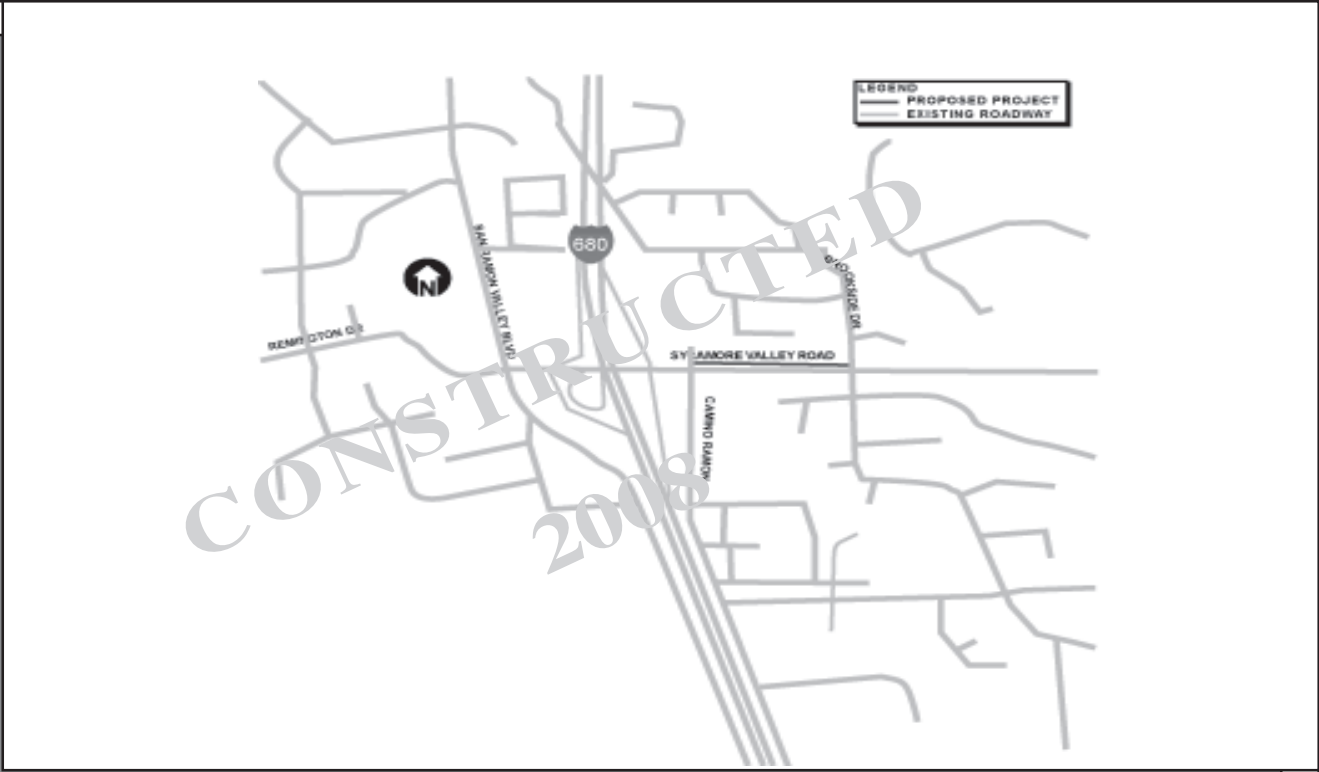 LEGEND
PROPOSED PROJECT
EXISTING ROADWAY
680
SAN RAMON VALLEY BLVD
N
SYCAMORE VALLEY ROAD
CAMINO RAMON
CONSTRUCTED
2008